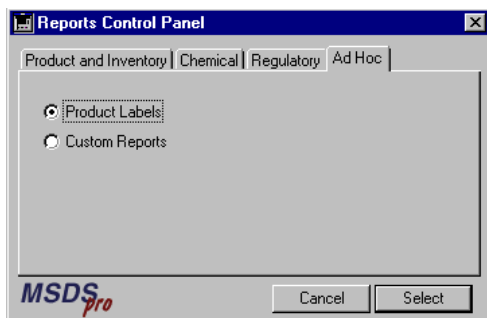 Reports Control Panel
Product and Inventory Chemical Regulatory Ad Hoc
Product Labels
Custom Reports
MSDS pro Cancel Select